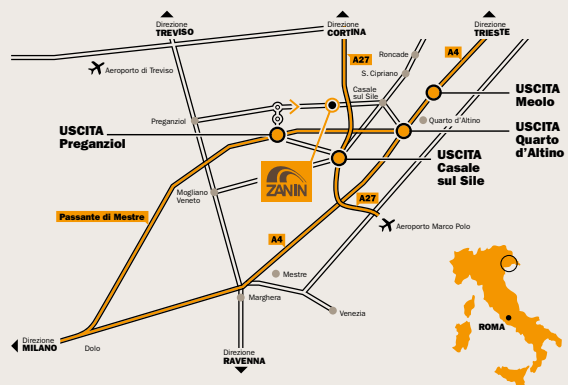 Direzione
TREVISO
Direzione
CORTINA
Direzione
TRIESTE
A27
A4
Roncade
S. Cipriano
Aeroporto di Treviso
Casale
sul Sile
USCITA
Meolo
Preganziol
Quarto d'Altino
USCITA
Preganziol
USCITA
Quarto
d'Altino
USCITA
Casale
sul Sile
ZANIN
Mogliano
Veneto
A27
Passante di Mestre
Aeroporto Marco Polo
A4
Mestre
Marghera
Venezia
ROMA
Direzione
MILANO
Dolo
Direzione
RAVENNA